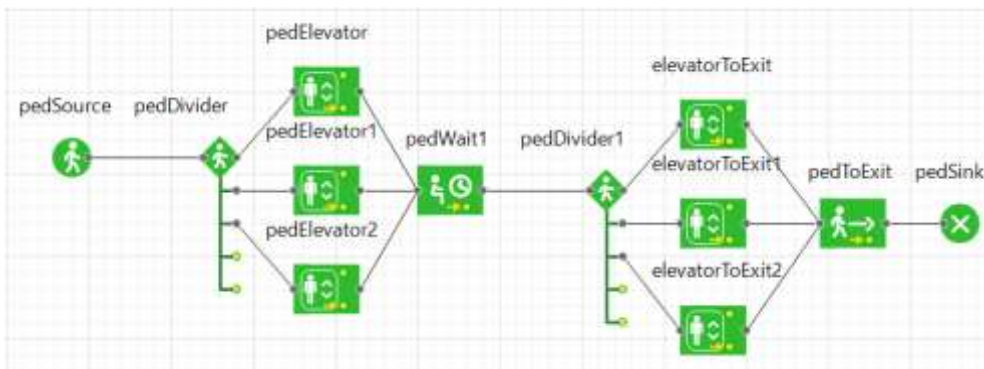 pedElevator
elevatorToExit
pedSource
pedDivider
pedElevator1
pedWait1
pedDivider1
elevatorToExit1
pedToExit
pedSink
pedElevator2
elevatorToExit2